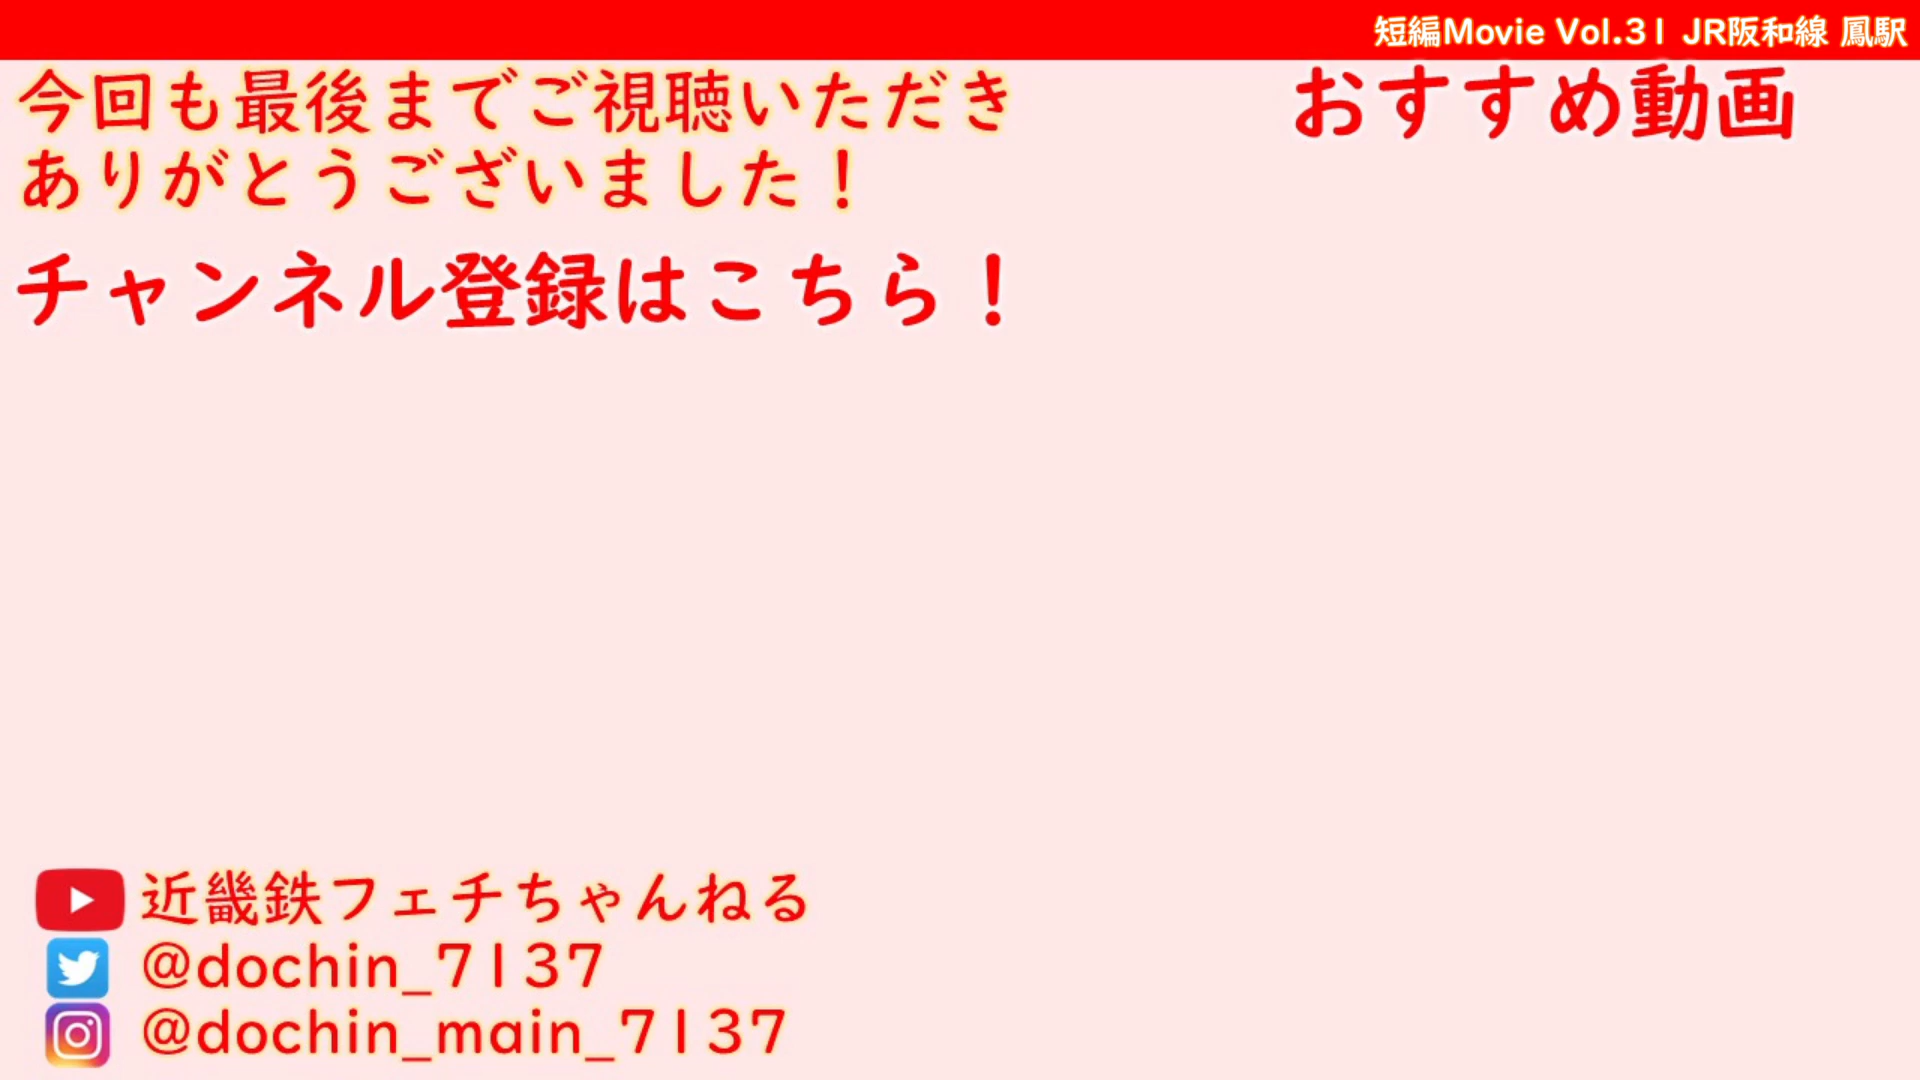 短編Movie Vol.31 JR阪和線 鳳駅
今回も最後までご視聴いただき
ありがとうございました！
おすすめ動画
チャンネル登録はこちら！
近畿鉄フェチちゃんねる
@dochin_7137
@dochin_main_7137